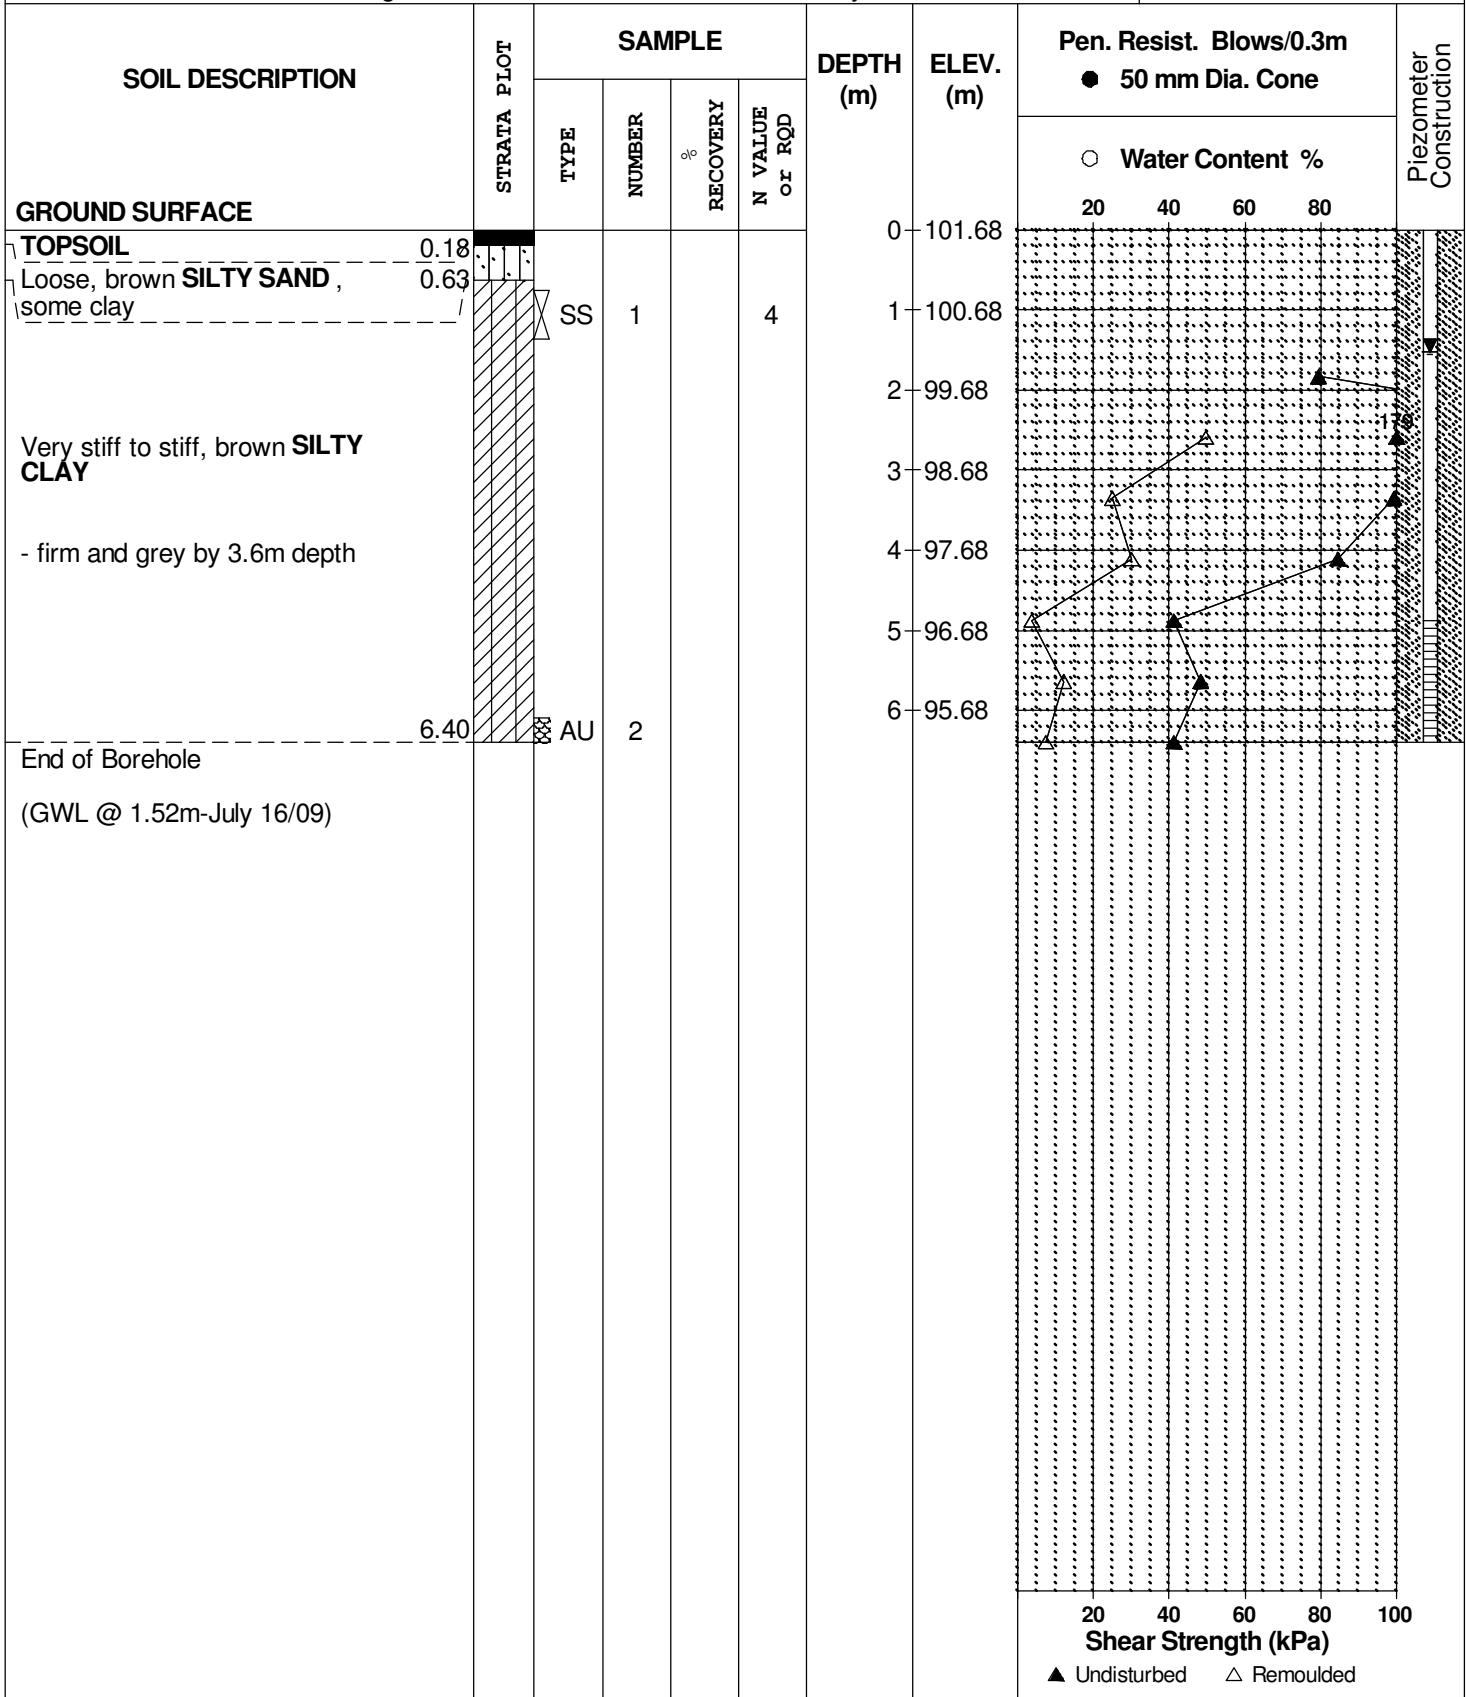 SOIL DESCRIPTION
GROUND SURFACE
STRATA PLOT
SAMPLE
TYPE
NUMBER
%
RECOVERY
N VALUE
or RQD
DEPTH
(m)
ELEV.
(m)
Pen. Resist. Blows/0.3m
● 50 mm Dia. Cone
○ Water Content %
20 40 60 80
Piezometer
Construction
TOPSOIL 0.18
Loose, brown SILTY SAND , 0.63
some clay
SS 1 4
Very stiff to stiff, brown SILTY
CLAY
- firm and grey by 3.6m depth
6.40
AU 2
End of Borehole
(GWL @ 1.52m-July 16/09)
0 101.68
1 100.68
2 99.68
3 98.68
4 97.68
5 96.68
6 95.68
179
20 40 60 80 100
Shear Strength (kPa)
▲ Undisturbed △ Remoulded